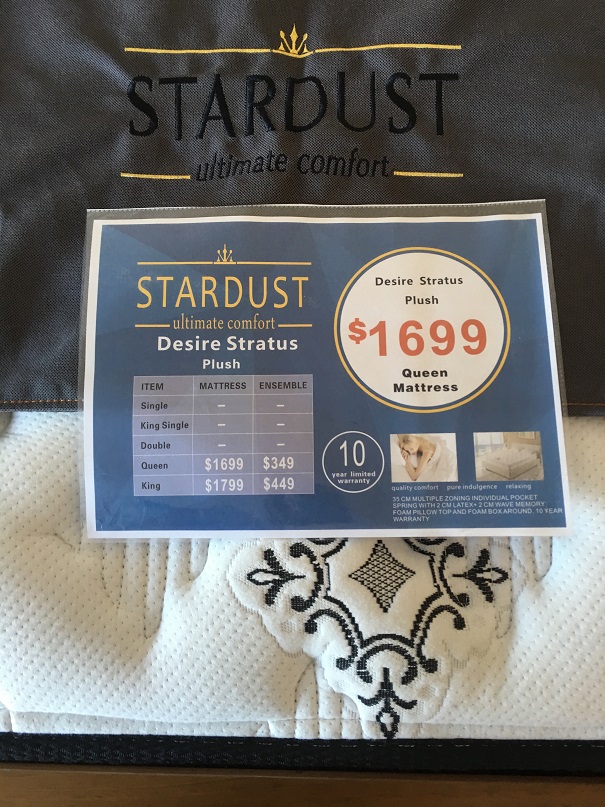 STARDUST
ultimate comfort
STARDUST
ultimate comfort
Desire Stratus
Plush
ITEM MATTRESS ENSEMBLE
Single – –
King Single – –
Double – –
Queen $1699 $349
King $1799 $449
Desire Stratus
Plush
$1699
Queen
Mattress
10
year limited
warranty
quality comfort pure indulgence relaxing
35 CM MULTIPLE ZONING INDIVIDUAL POCKET
SPRING WITH 2 CM LATEX+ 2 CM WAVE MEMORY
FOAM PILLOW TOP AND FOAM BOX AROUND. 10 YEAR
WARRANTY